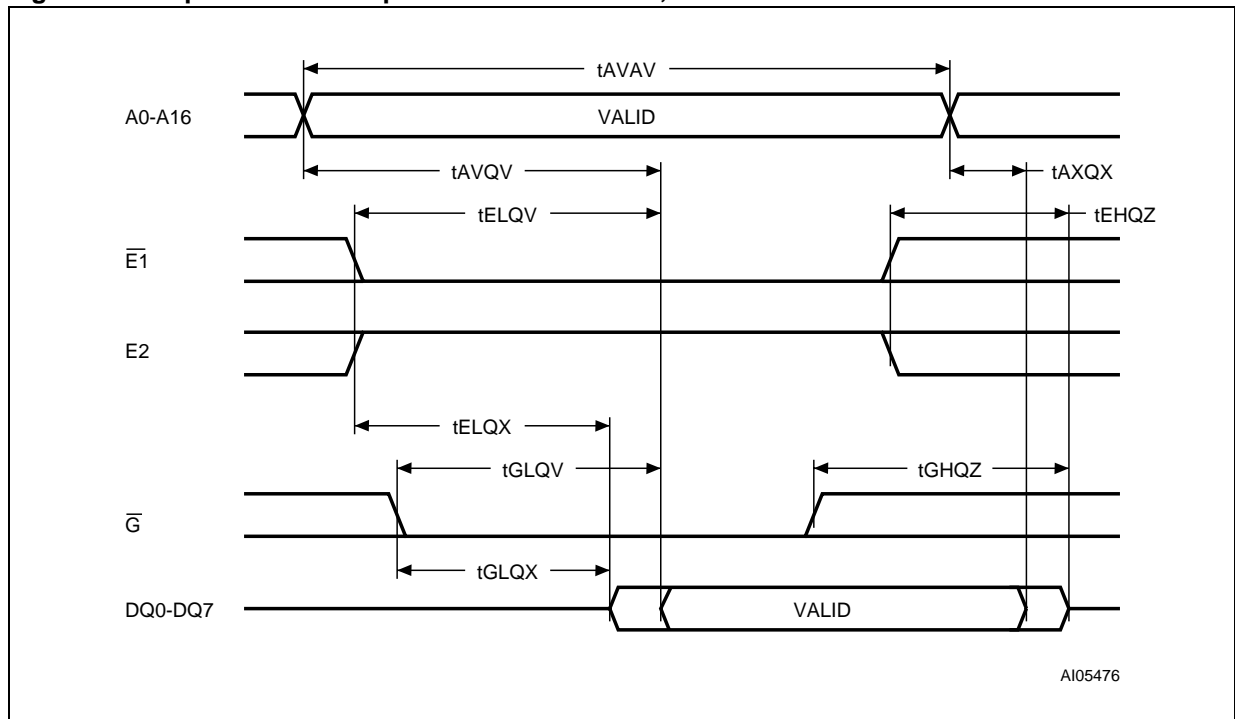 tAVAV
A0-A16
VALID
tAVQV
tAXQX
tELQV
tEHQZ
E1
E2
tELQX
tGLQV
tGHQZ
G
tGLQX
DQ0-DQ7
VALID
AI05476